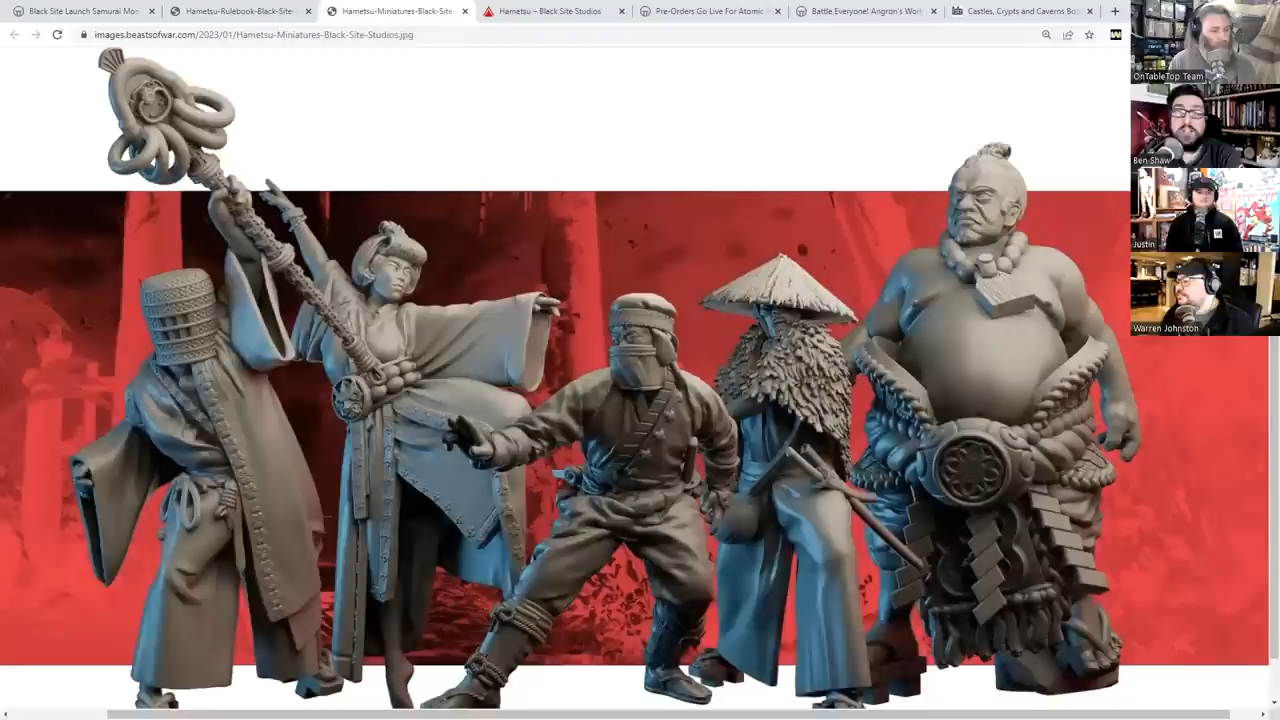 Black Site Launch Samurai Mon
Hametsu-Rulebook-Black-Site-
Hametsu-Miniatures-Black-Site
Hametsu – Black Site Studios
Pre-Orders Go Live For Atomic
Battle,Everyone! Angron's Worl
Castles, Crypts and Caverns Bo
images.beastsofwar.com/2023/01/Hametsu-Miniatures-Black-Site-Studios.jpg
OnTableTop Team
Ben Shaw
Justin
Warren Johnston